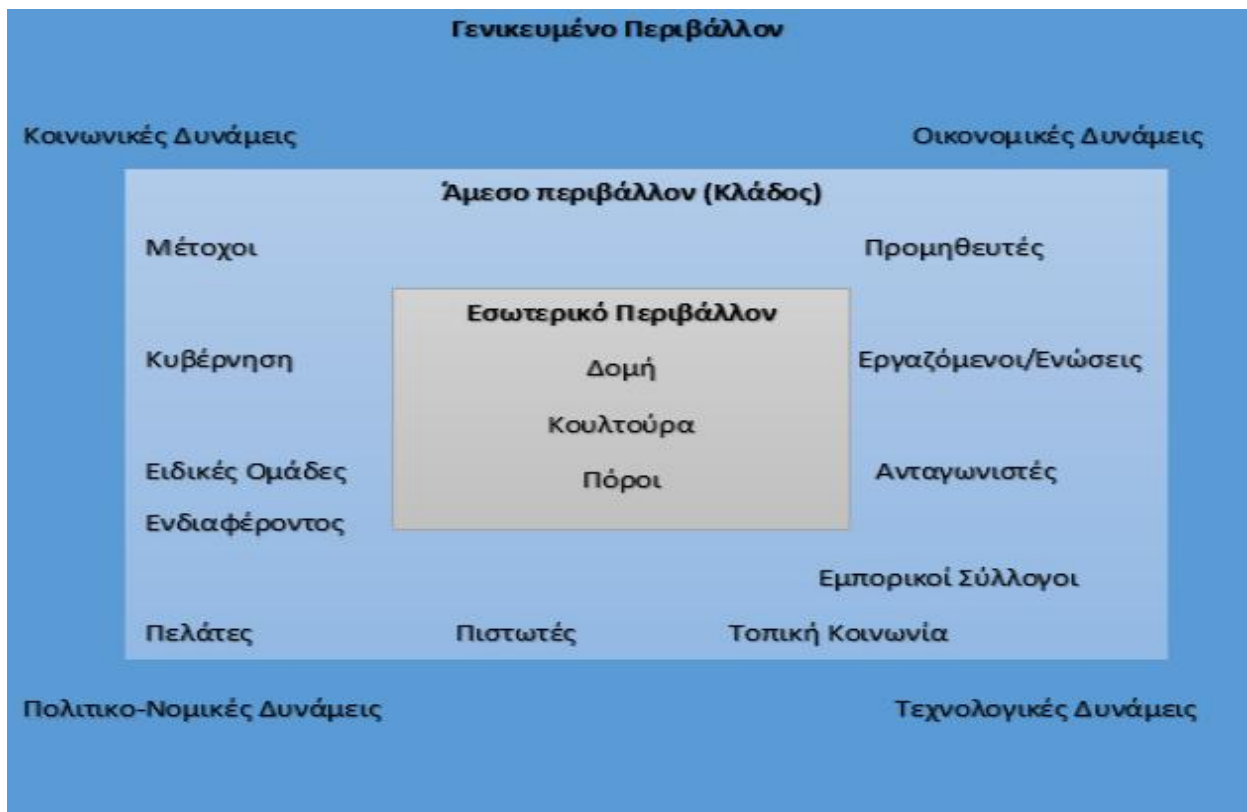 Γενικευμένο Περιβάλλον
Κοινωνικές Δυνάμεις
Οικονομικές Δυνάμεις
Άμεσο περιβάλλον (Κλάδος)
Μέτοχοι
Προμηθευτές
Εσωτερικό Περιβάλλον
Κυβέρνηση
Δομή
Εργαζόμενοι/Ενώσεις
Κουλτούρα
Ειδικές Ομάδες
Ενδιαφέροντος
Πόροι
Ανταγωνιστές
Εμπορικοί Σύλλογοι
Πελάτες
Πιστωτές
Τοπική Κοινωνία
Πολιτικο-Νομικές Δυνάμεις
Τεχνολογικές Δυνάμεις